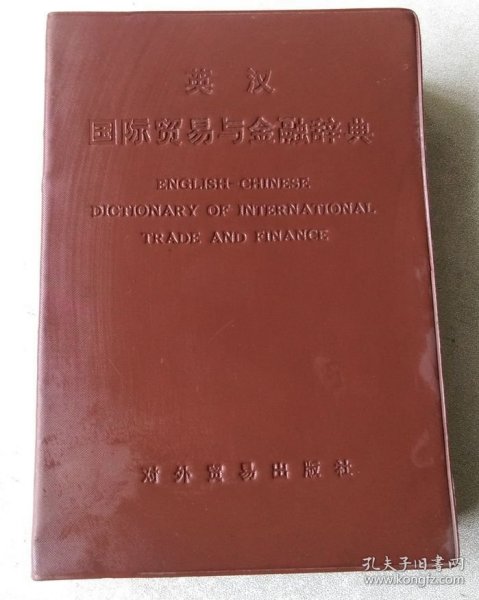 英汉
国际贸易与金融辞典
ENGLISH-CHINESE
DICTIONARY OF INTERNATIONAL
TRADE AND FINANCE
对外贸易出版社
孔夫子旧书网
www.kongfz.com